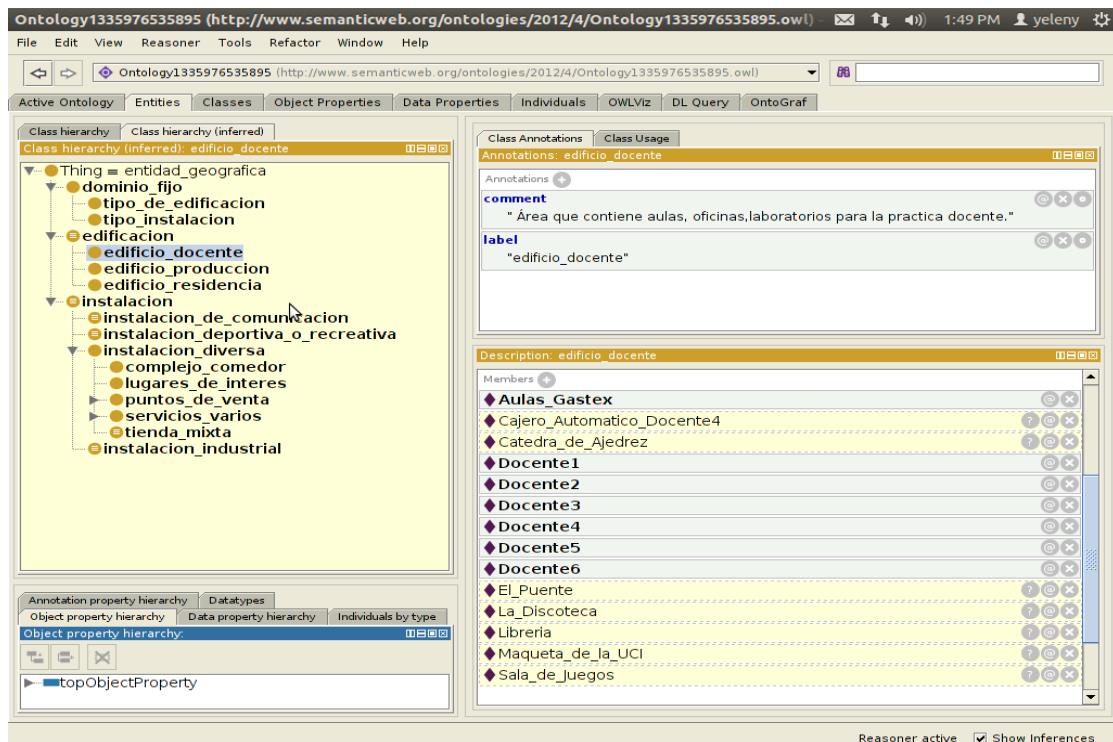 Ontology1335976535895 (http://www.semanticweb.org/ontologies/2012/4/Ontology1335976535895.owl) - 1:49 PM yeleny
File Edit View Reasoner Tools Refactor Window Help
Ontology1335976535895 (http://www.semanticweb.org/ontologies/2012/4/Ontology1335976535895.owl)
Active Ontology Entities Classes Object Properties Data Properties Individuals OWLViz DL Query OntoGraf
Class hierarchy Class hierarchy (inferred)
Class hierarchy (inferred): edificio_docente
Thing = entidad_geografica
dominio_fijo
tipo_de_edificacion
tipo_instalacion
edificacion
edificio_docente
edificio_produccion
edificio_residencia
instalacion
instalacion_de_comunicacion
instalacion_deportiva_o_recreativa
instalacion_diversa
complejo_comedor
lugares_de_interes
puntos_de_venta
servicios_varios
tienda_mixta
instalacion_industrial
Annotation property hierarchy Datatypes
Object property hierarchy Data property hierarchy Individuals by type
Object property hierarchy:
topObjectProperty
Class Annotations Class Usage
Annotations: edificio_docente
Annotations
comment
" Área que contiene aulas, oficinas,laboratorios para la practica docente."
label
"edificio_docente"
Description: edificio_docente
Members
Aulas_Gastex
Cajero_Automatico_Docente4
Catedra_de_Ajedrez
Docente1
Docente2
Docente3
Docente4
Docente5
Docente6
El_Puente
La_Discoteca
Libreria
Maqueta_de_la_UCI
Sala_de_Juegos
Reasoner active Show Inferences